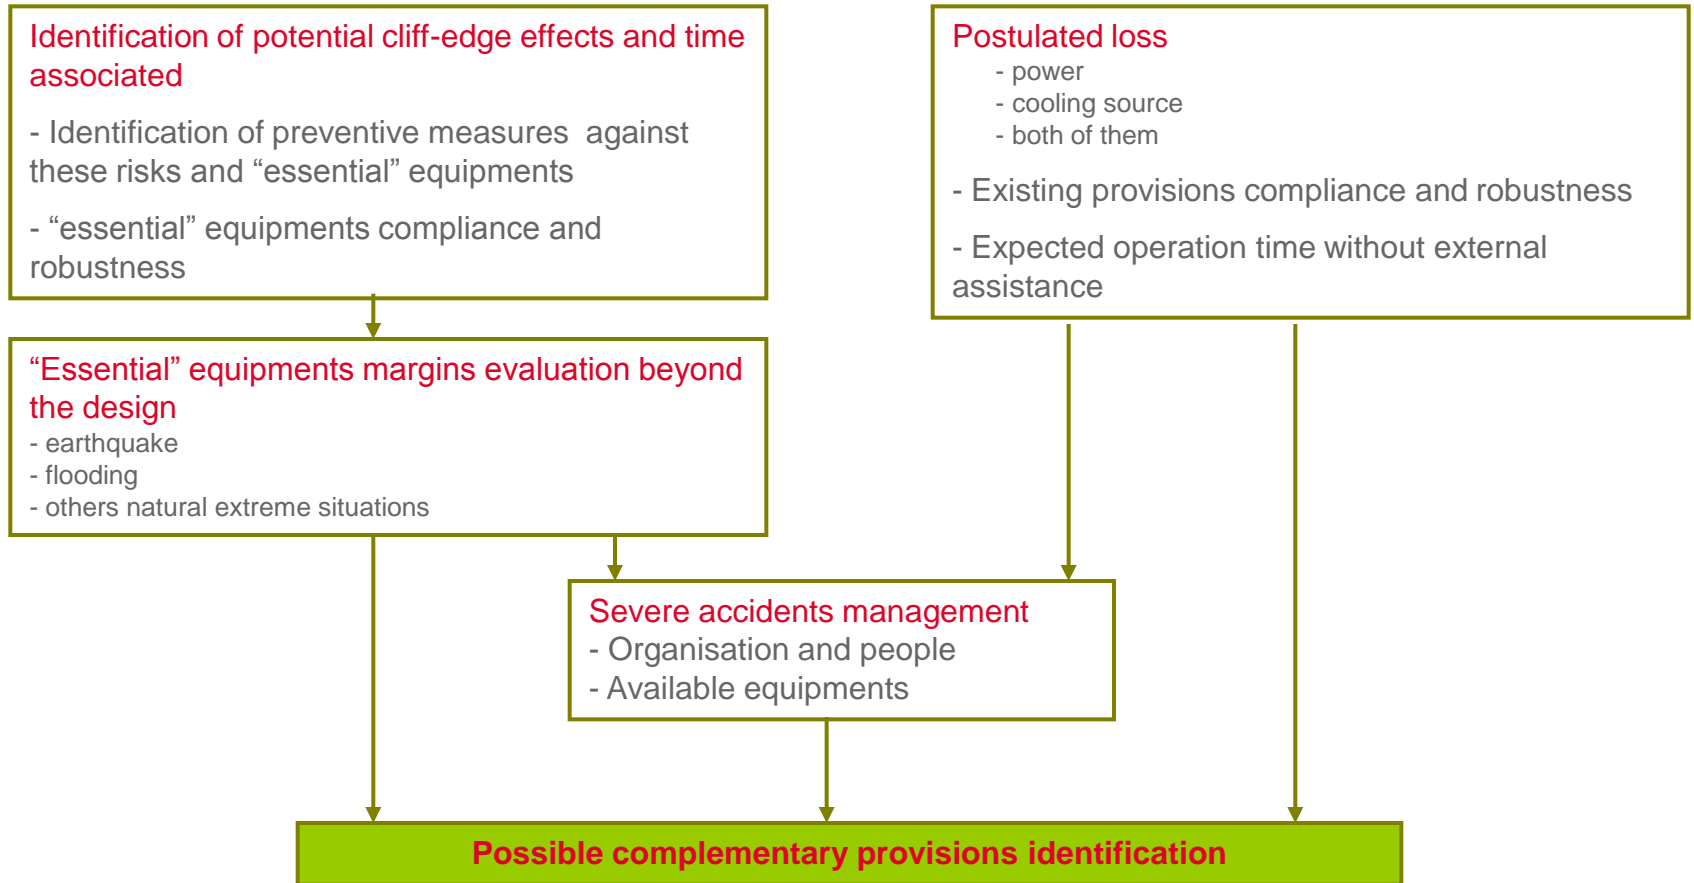 Identification of potential cliff-edge effects and time
associated
- Identification of preventive measures  against
these risks and “essential” equipments
- “essential” equipments compliance and
robustness
Postulated loss
- power
- cooling source
- both of them
- Existing provisions compliance and robustness
- Expected operation time without external
assistance
“Essential” equipments margins evaluation beyond
the design
- earthquake
- flooding
- others natural extreme situations
Severe accidents management
- Organisation and people
- Available equipments
Possible complementary provisions identification